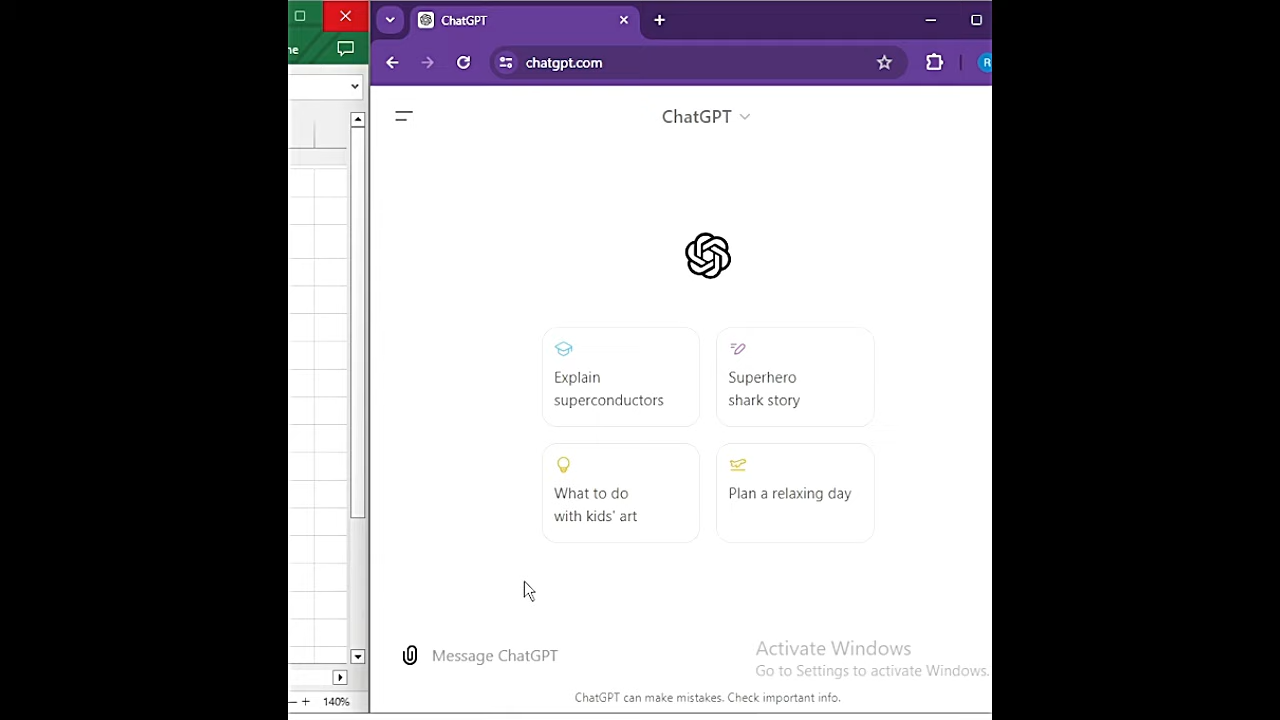 ChatGPT
ne
chatgpt.com
R
ChatGPT
Explain
superconductors
Superhero
shark story
What to do
with kids' art
Plan a relaxing day
Message ChatGPT
Activate Windows
Go to Settings to activate Windows.
ChatGPT can make mistakes. Check important info.
140%